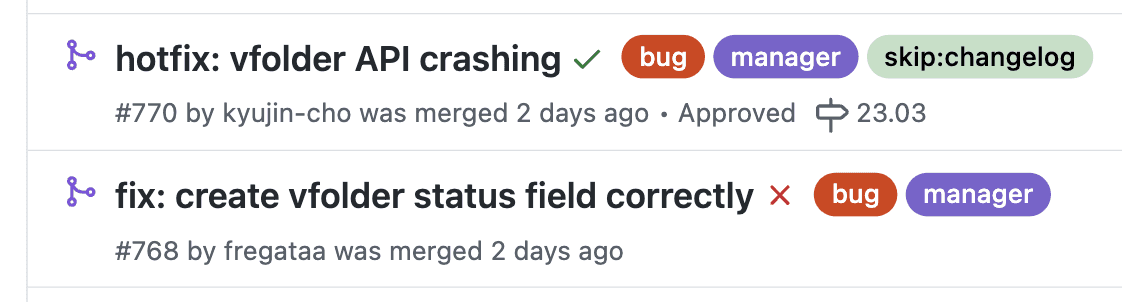 hotfix: vfolder API crashing bug manager skip:changelog
#770 by kyujin-cho was merged 2 days ago • Approved 23.03
fix: create vfolder status field correctly bug manager
#768 by fregataa was merged 2 days ago